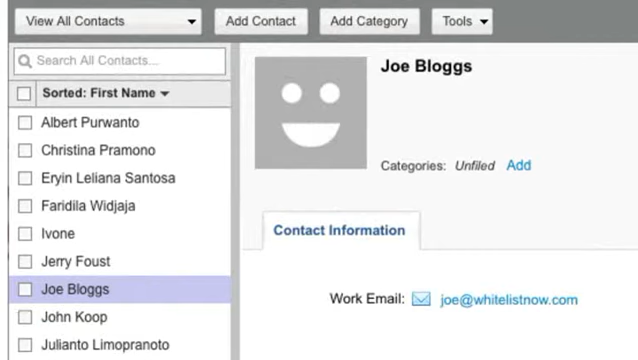 View All Contacts
Add Contact
Add Category
Tools
Search All Contacts...
Sorted: First Name
Albert Purwanto
Christina Pramono
Eryin Leliana Santosa
Faridila Widjaja
Ivone
Jerry Foust
Joe Bloggs
John Koop
Julianto Limopranoto
Joe Bloggs
Categories: Unfiled Add
Contact Information
Work Email: joe@whitelistnow.com